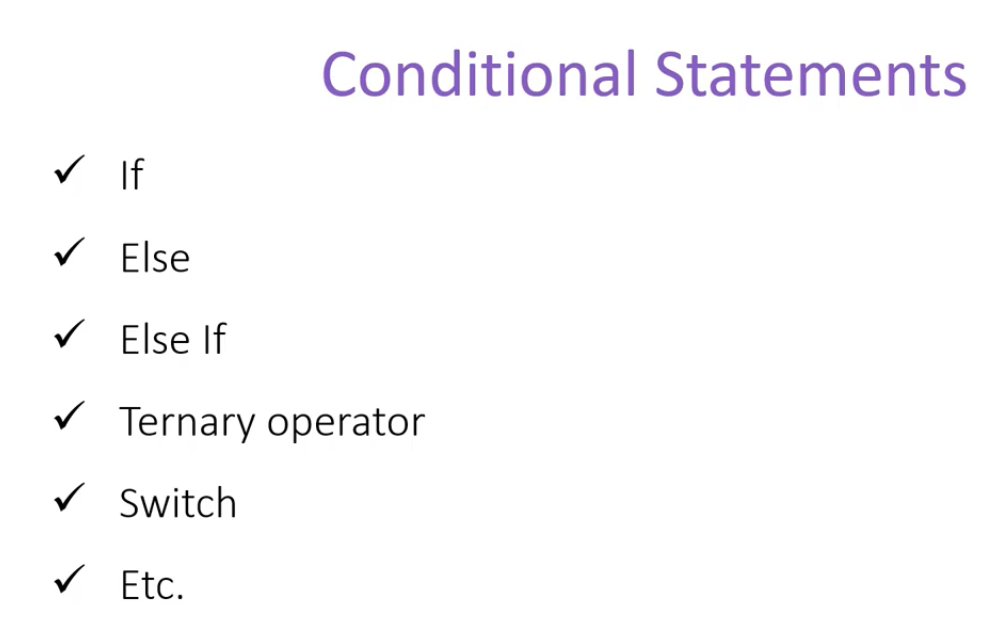 Conditional Statements
✓ If
✓ Else
✓ Else If
✓ Ternary operator
✓ Switch
✓ Etc.